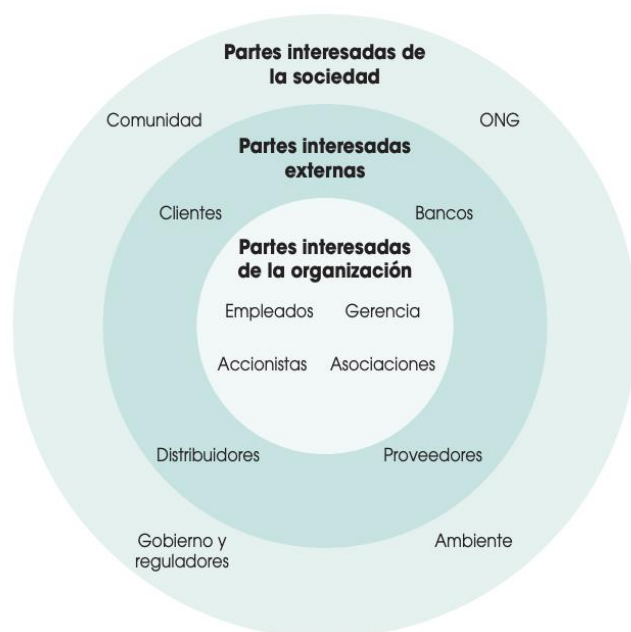 Partes interesadas de
la sociedad
Comunidad
ONG
Partes interesadas
externas
Clientes
Bancos
Partes interesadas
de la organización
Empleados
Gerencia
Accionistas
Asociaciones
Distribuidores
Proveedores
Gobierno y
reguladores
Ambiente